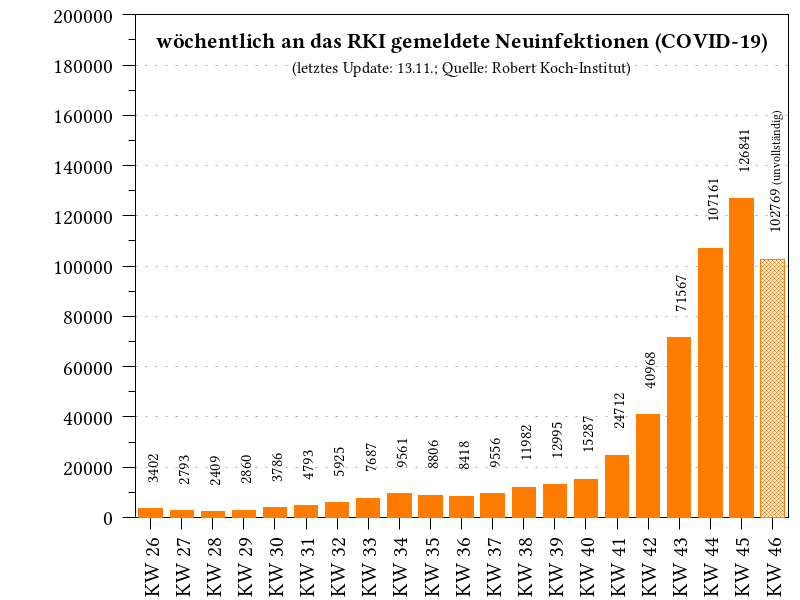 wöchentlich an das RKI gemeldete Neuinfektionen (COVID-19)
(letztes Update: 13.11.; Quelle: Robert Koch-Institut)
200000
180000
160000
140000
120000
100000
80000
60000
40000
20000
0
3402
2793
2409
2860
3786
4793
5925
7687
9561
8806
8418
9556
11982
12995
15287
24712
40968
71567
107161
126841
102769 (unvollständig)
KW 26
KW 27
KW 28
KW 29
KW 30
KW 31
KW 32
KW 33
KW 34
KW 35
KW 36
KW 37
KW 38
KW 39
KW 40
KW 41
KW 42
KW 43
KW 44
KW 45
KW 46